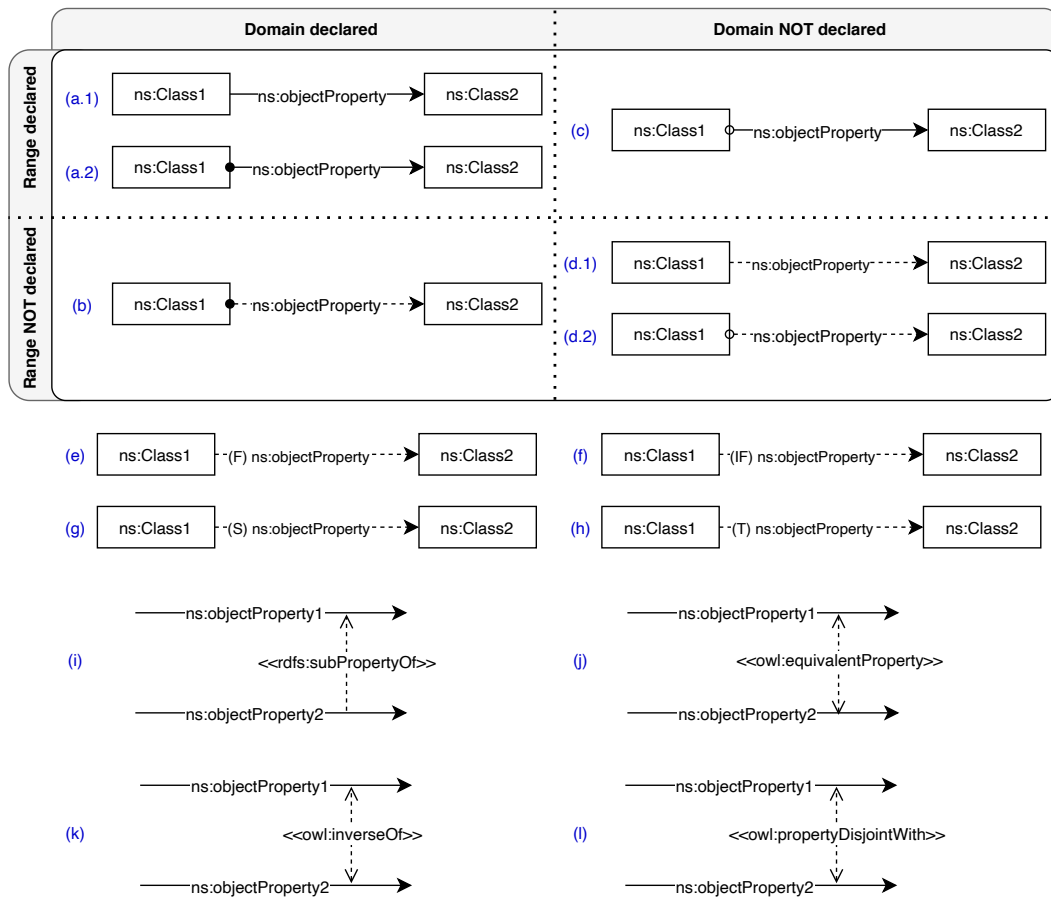 Domain declared
Domain NOT declared
Range declared
(a.1) ns:Class1 ns:objectProperty ns:Class2
(a.2) ns:Class1 ns:objectProperty ns:Class2
(c) ns:Class1 ns:objectProperty ns:Class2
Range NOT declared
(b) ns:Class1 ns:objectProperty ns:Class2
(d.1) ns:Class1 ns:objectProperty ns:Class2
(d.2) ns:Class1 ns:objectProperty ns:Class2
(e) ns:Class1 (F) ns:objectProperty ns:Class2
(f) ns:Class1 (IF) ns:objectProperty ns:Class2
(g) ns:Class1 (S) ns:objectProperty ns:Class2
(h) ns:Class1 (T) ns:objectProperty ns:Class2
ns:objectProperty1
(i) <<rdfs:subPropertyOf>>
ns:objectProperty2
ns:objectProperty1
(j) <<owl:equivalentProperty>>
ns:objectProperty2
ns:objectProperty1
(k) <<owl:inverseOf>>
ns:objectProperty2
ns:objectProperty1
(l) <<owl:propertyDisjointWith>>
ns:objectProperty2